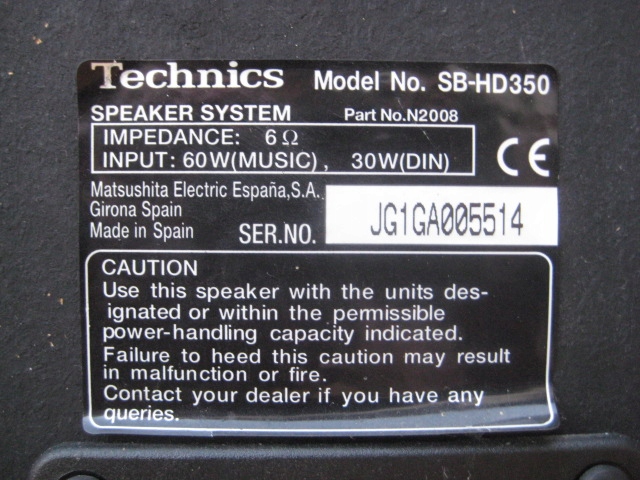 Technics Model No. SB-HD350
SPEAKER SYSTEM Part No.N2008
IMPEDANCE: 6Ω
INPUT: 60W(MUSIC), 30W(DIN)
CE
Matsushita Electric España,S.A.
Girona Spain
Made in Spain SER.NO. JG1GA005514
CAUTION
Use this speaker with the units des-
ignated or within the permissible
power-handling capacity indicated.
Failure to heed this caution may result
in malfunction or fire.
Contact your dealer if you have any
queries.